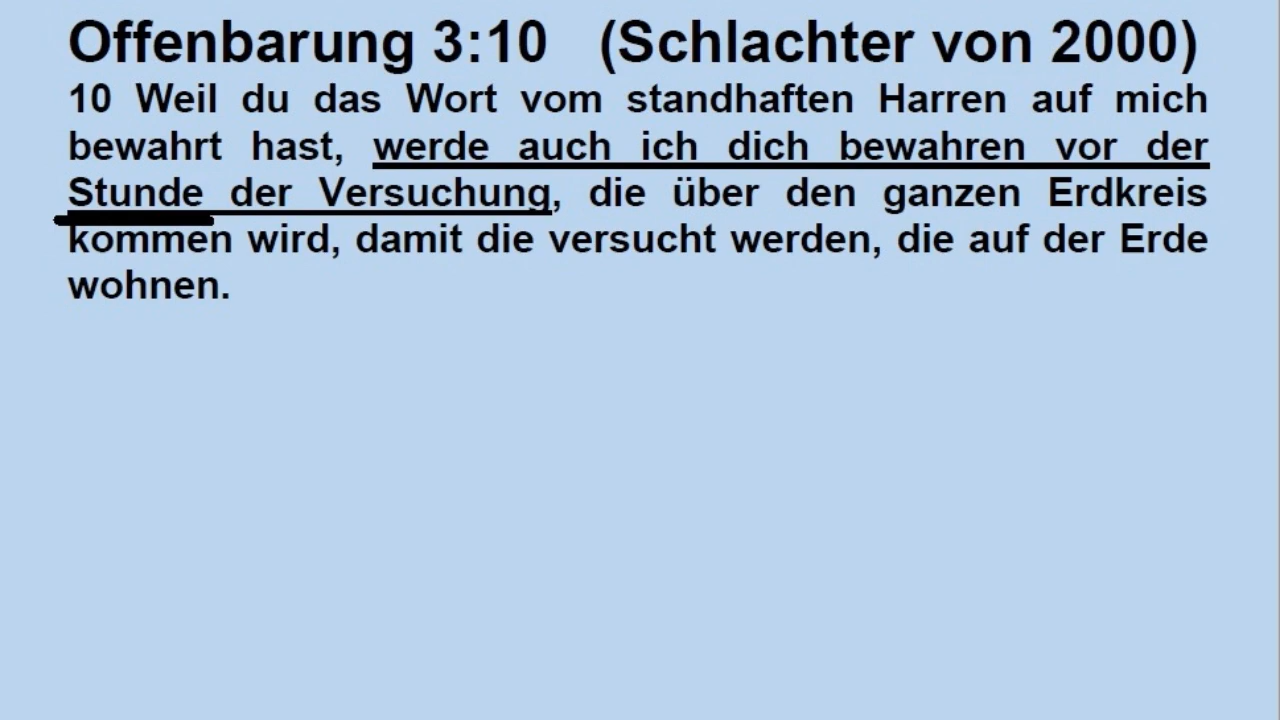 Offenbarung 3:10 (Schlachter von 2000)
10 Weil du das Wort vom standhaften Harren auf mich
bewahrt hast, werde auch ich dich bewahren vor der
Stunde der Versuchung, die über den ganzen Erdkreis
kommen wird, damit die versucht werden, die auf der Erde
wohnen.